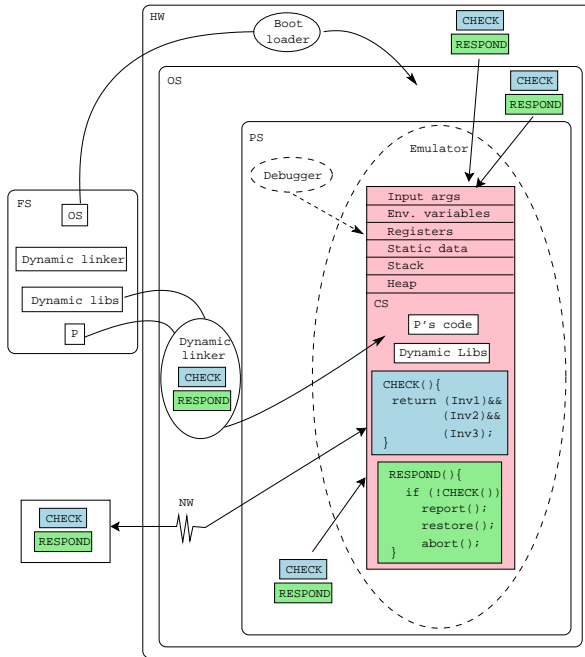 HW
Boot
loader
CHECK
RESPOND
OS
CHECK
RESPOND
PS
Emulator
Debugger
FS
OS
Dynamic linker
Dynamic libs
P
Dynamic
linker
CHECK
RESPOND
Input args
Env. variables
Registers
Static data
Stack
Heap
CS
P's code
Dynamic Libs
CHECK(){
return (Inv1)&&
(Inv2)&&
(Inv3);
}
RESPOND(){
if (!CHECK())
report();
restore();
abort();
}
NW
CHECK
RESPOND
CHECK
RESPOND